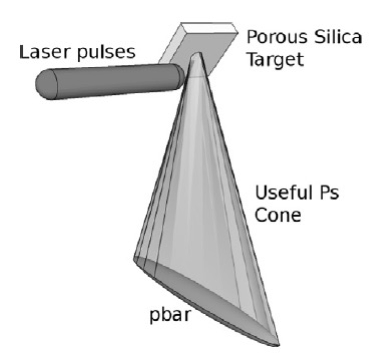 Laser pulses
Porous Silica
Target
Useful Ps
Cone
pbar